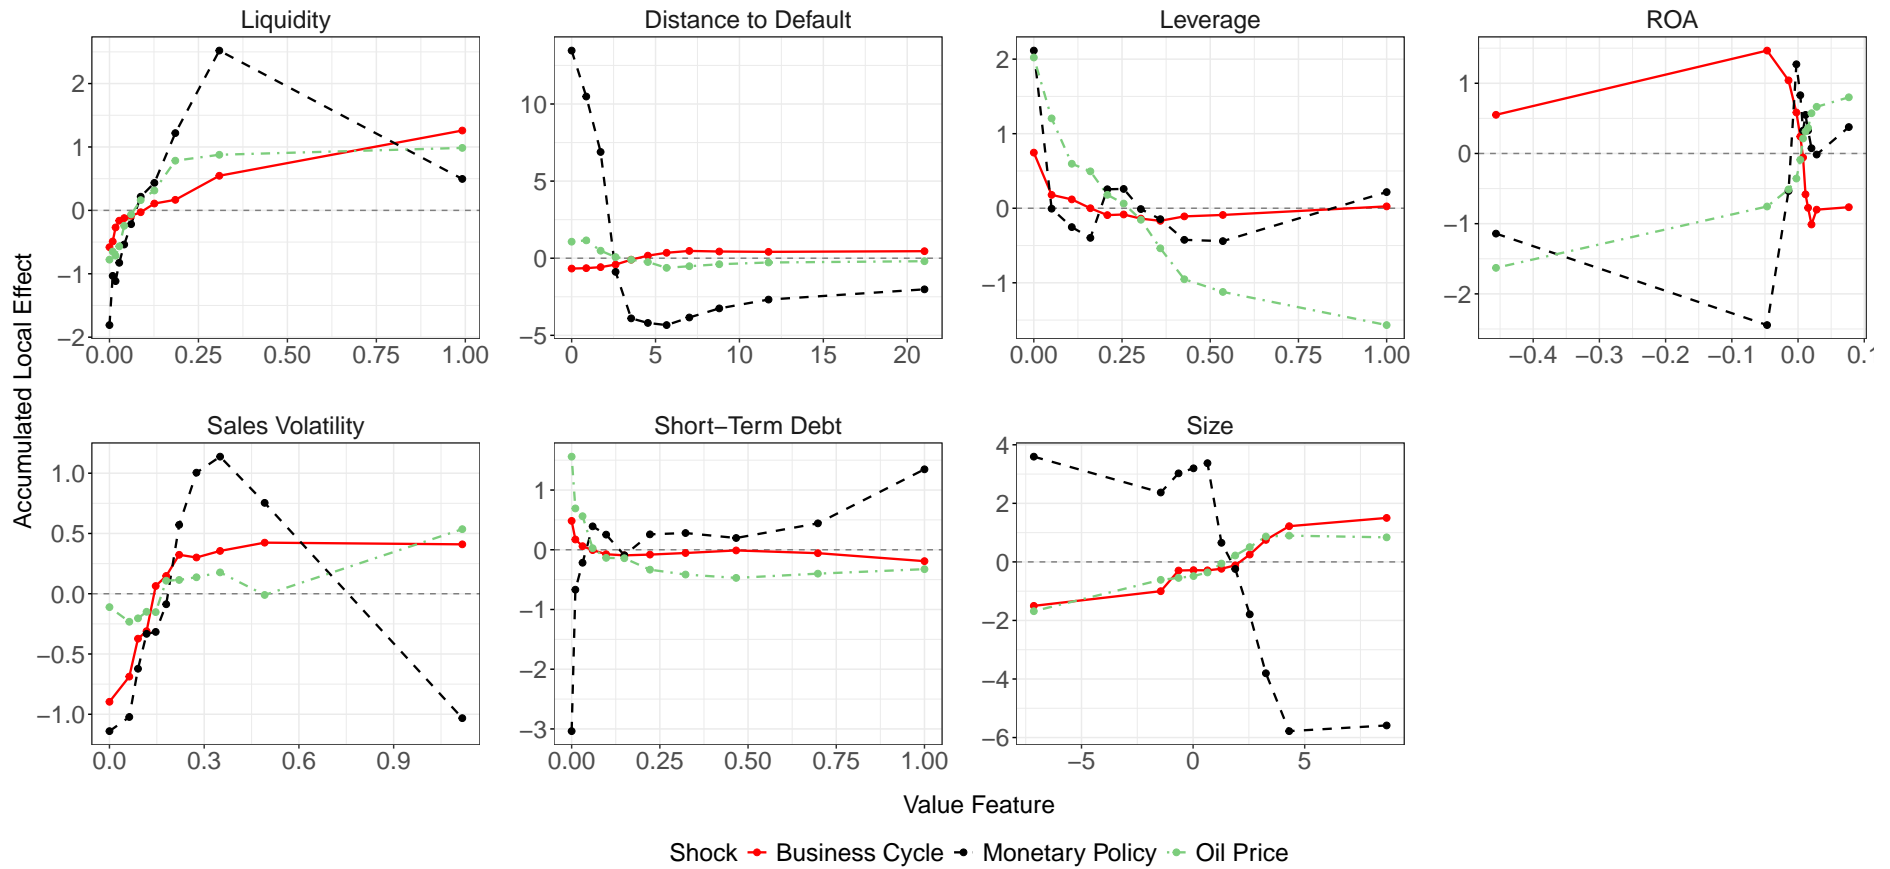 Liquidity
Distance to Default
Leverage
ROA
2
1
0
−1
−2
0.00 0.25 0.50 0.75 1.00
10
5
0
−5
0 5 10 15 20
2
1
0
−1
0.00 0.25 0.50 0.75 1.00
1
0
−1
−2
−0.4 −0.3 −0.2 −0.1 0.0 0.
Accumulated Local Effect
Sales Volatility
Short−Term Debt
Size
1.0
0.5
0.0
−0.5
−1.0
0.0 0.3 0.6 0.9
1
0
−1
−2
−3
0.00 0.25 0.50 0.75 1.00
4
2
0
−2
−4
−6
−5 0 5
Value Feature
Shock Business Cycle Monetary Policy Oil Price